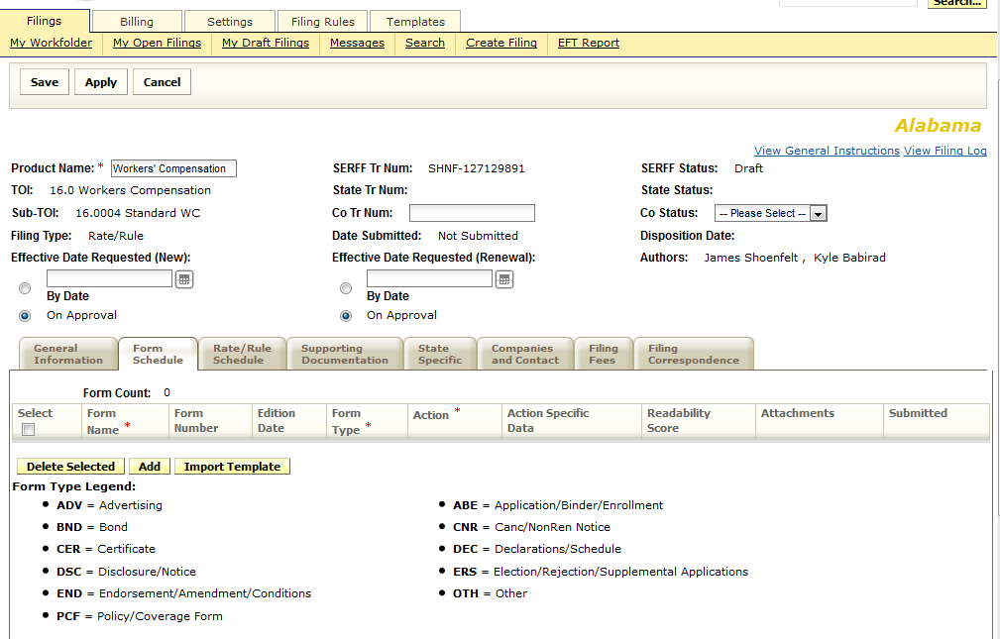 Search...
Filings Billing Settings Filing Rules Templates
My Workfolder My Open Filings My Draft Filings Messages Search Create Filing EFT Report
Save Apply Cancel
Alabama
View General Instructions View Filing Log
Product Name: * Workers' Compensation SERFF Tr Num: SHNF-127129891 SERFF Status: Draft
TOI: 16.0 Workers Compensation State Tr Num: State Status:
Sub-TOI: 16.0004 Standard WC Co Tr Num: Co Status: -- Please Select --
Filing Type: Rate/Rule Date Submitted: Not Submitted Disposition Date:
Effective Date Requested (New): Effective Date Requested (Renewal): Authors: James Shoenfelt , Kyle Babirad
By Date By Date
On Approval On Approval
General Information Form Schedule Rate/Rule Schedule Supporting Documentation State Specific Companies and Contact Filing Fees Filing Correspondence
Form Count: 0
Select Form Name * Form Number Edition Date Form Type * Action * Action Specific Data Readability Score Attachments Submitted
Delete Selected Add Import Template
Form Type Legend:
• ADV = Advertising • ABE = Application/Binder/Enrollment
• BND = Bond • CNR = Canc/NonRen Notice
• CER = Certificate • DEC = Declarations/Schedule
• DSC = Disclosure/Notice • ERS = Election/Rejection/Supplemental Applications
• END = Endorsement/Amendment/Conditions • OTH = Other
• PCF = Policy/Coverage Form